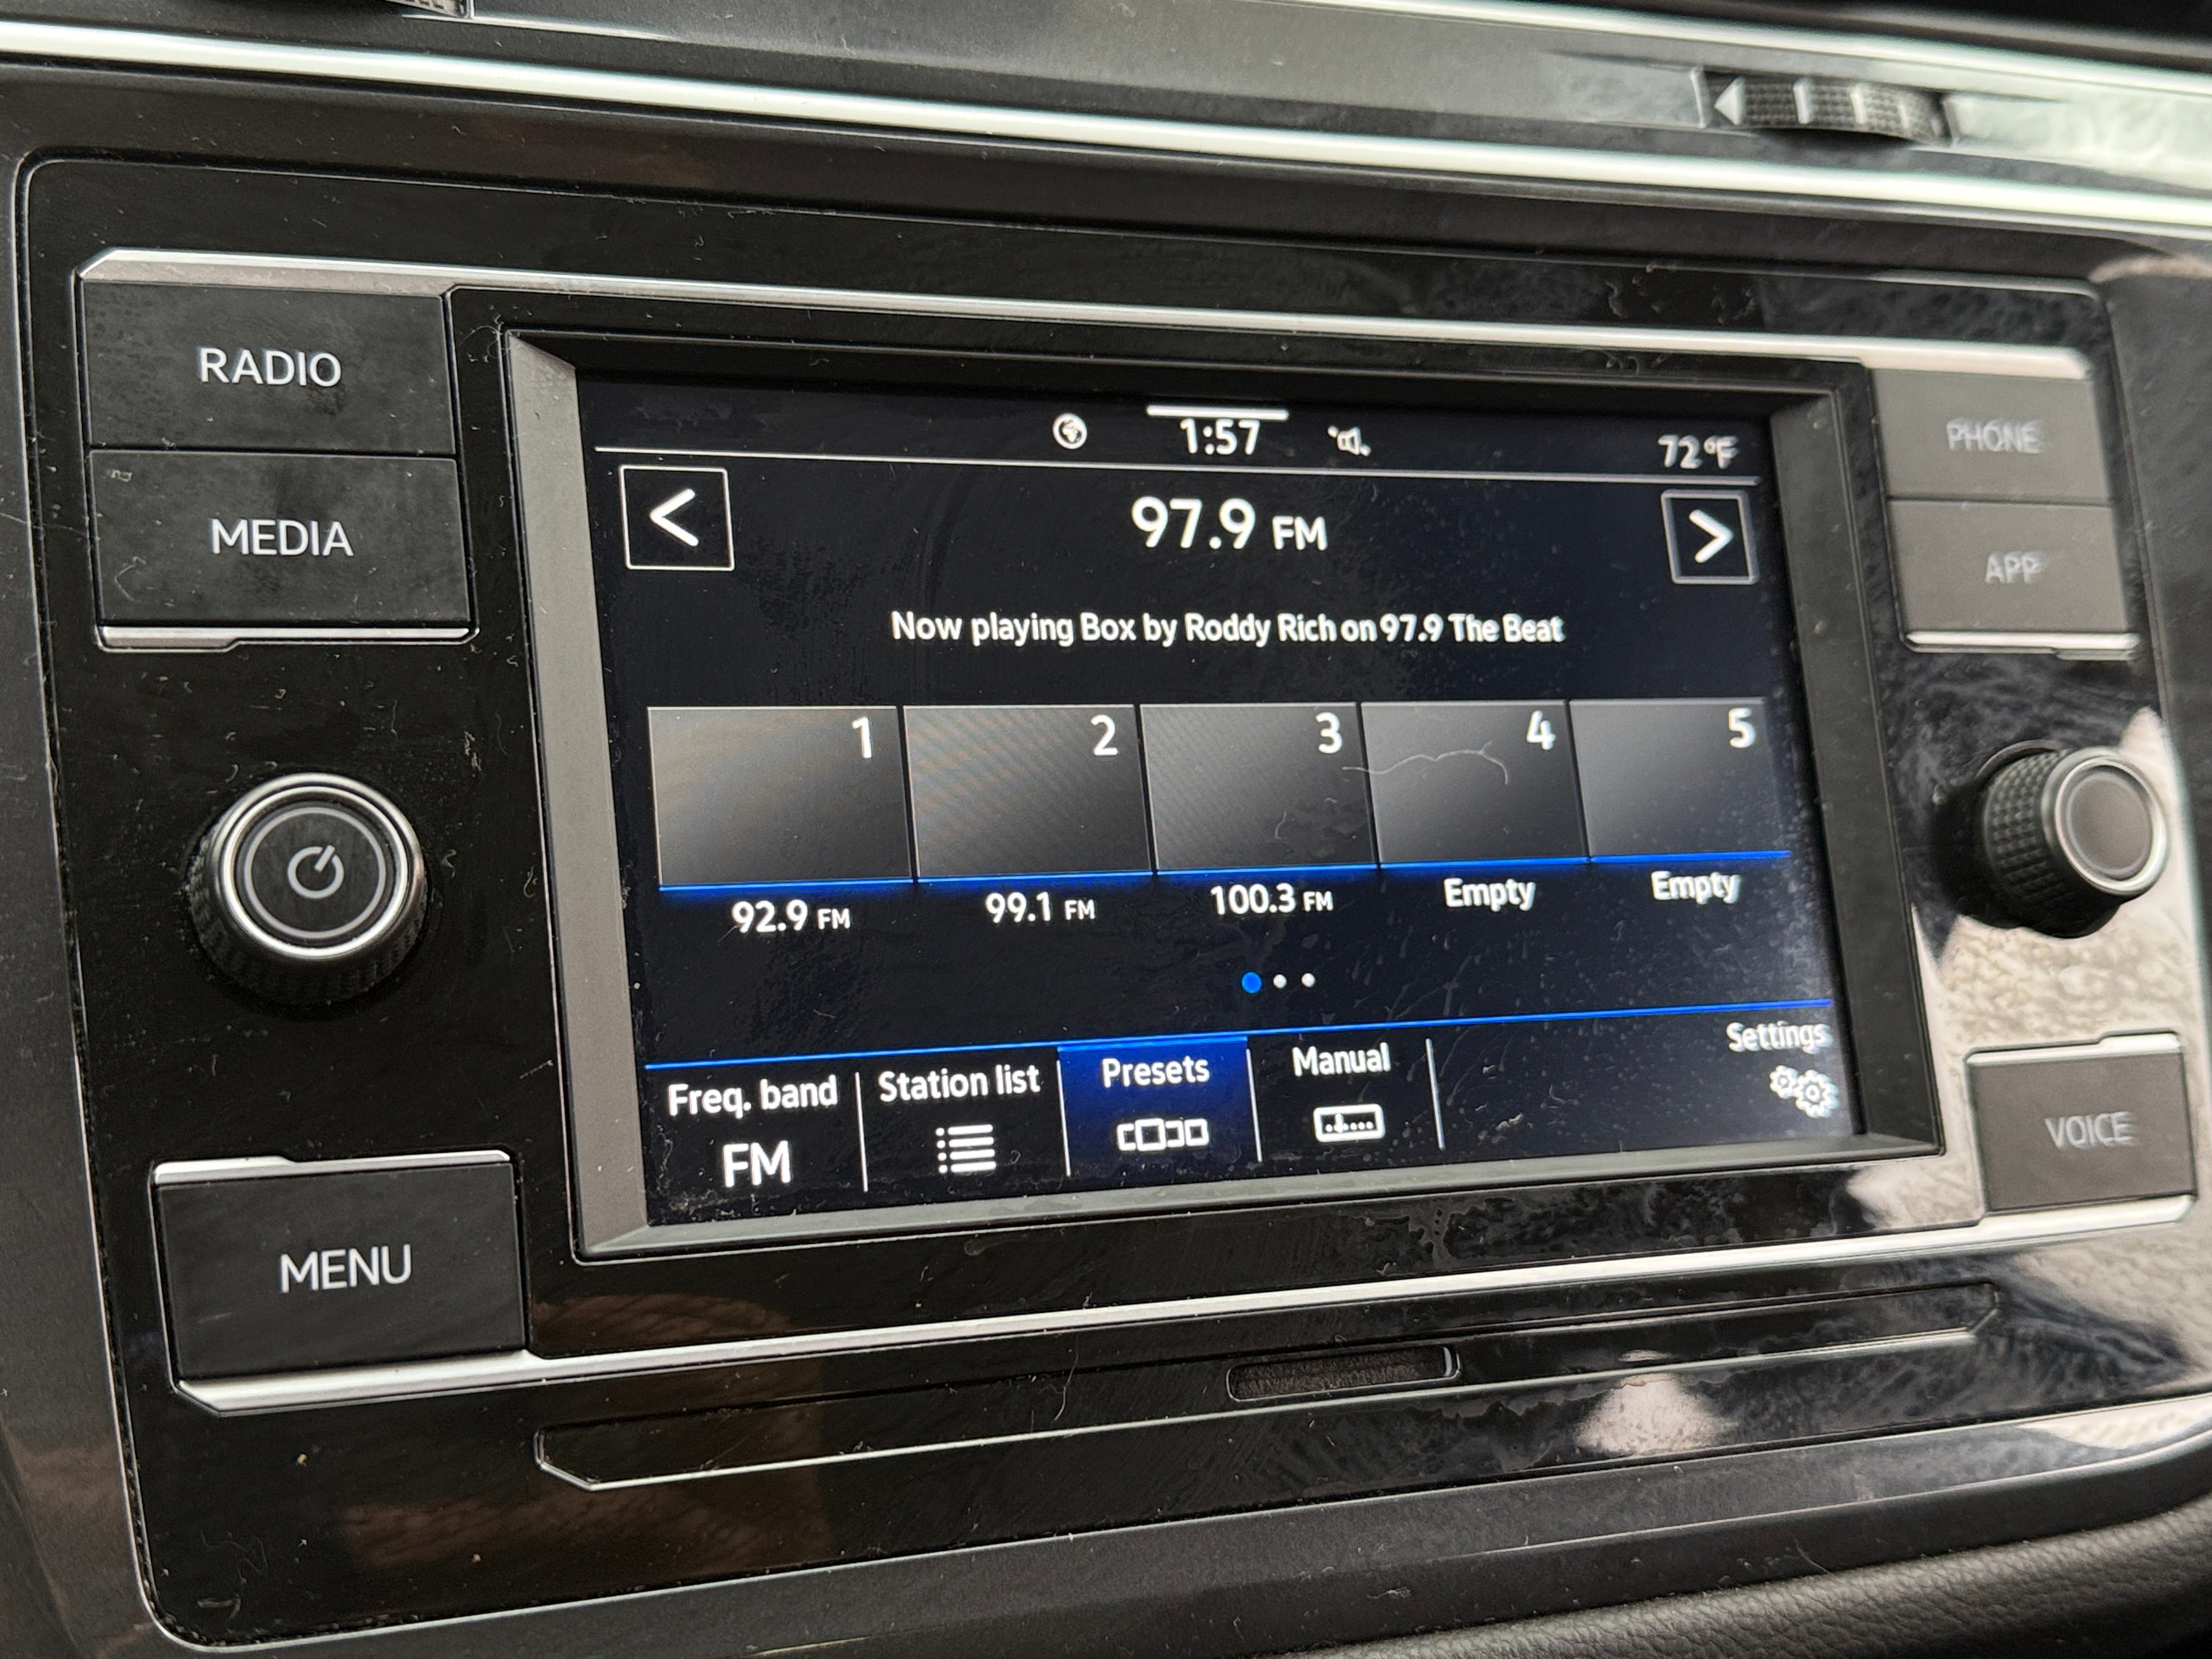 RADIO
MEDIA
MENU
1:57
72°F
97.9 FM
Now playing Box by Roddy Rich on 97.9 The Beat
1
2
3
4
5
92.9 FM
99.1 FM
100.3 FM
Empty
Empty
Freq. band
FM
Station list
Presets
Manual
Settings
PHONE
APP
VOICE